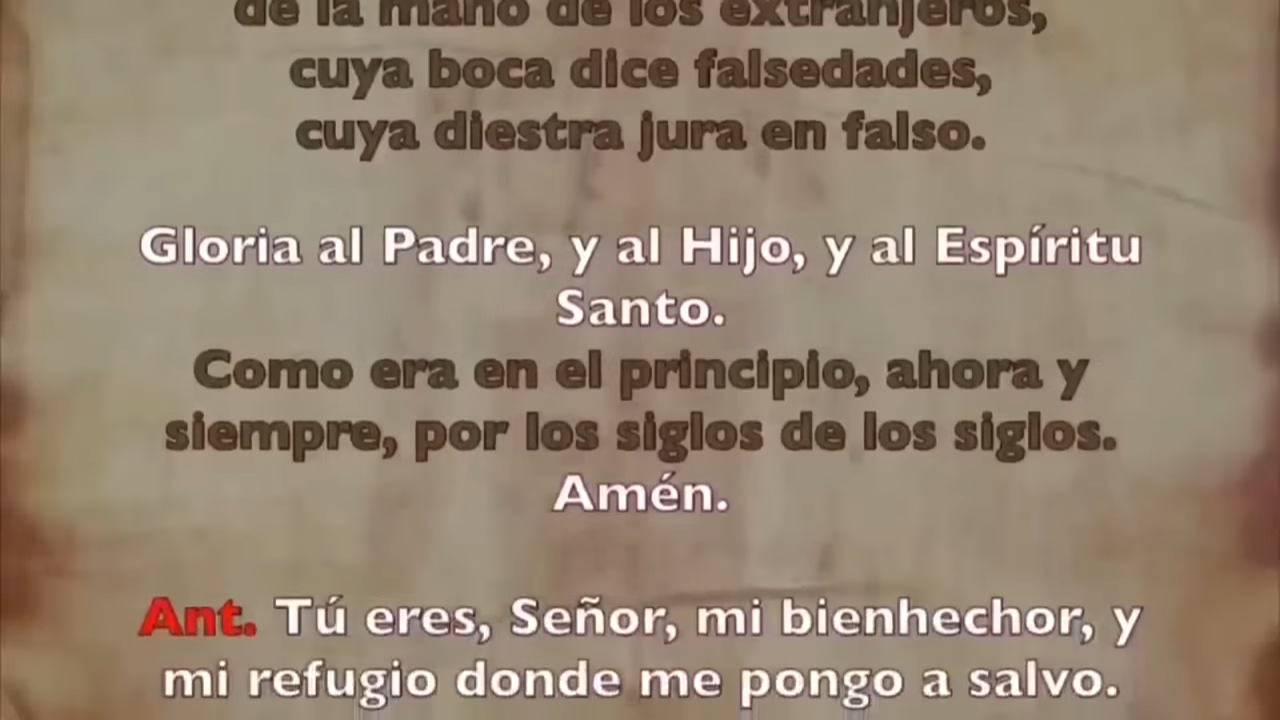 de la mano de los extranjeros,
cuya boca dice falsedades,
cuya diestra jura en falso.
Gloria al Padre, y al Hijo, y al Espíritu
Santo.
Como era en el principio, ahora y
siempre, por los siglos de los siglos.
Amén.
Ant. Tú eres, Señor, mi bienhechor, y
mi refugio donde me pongo a salvo.